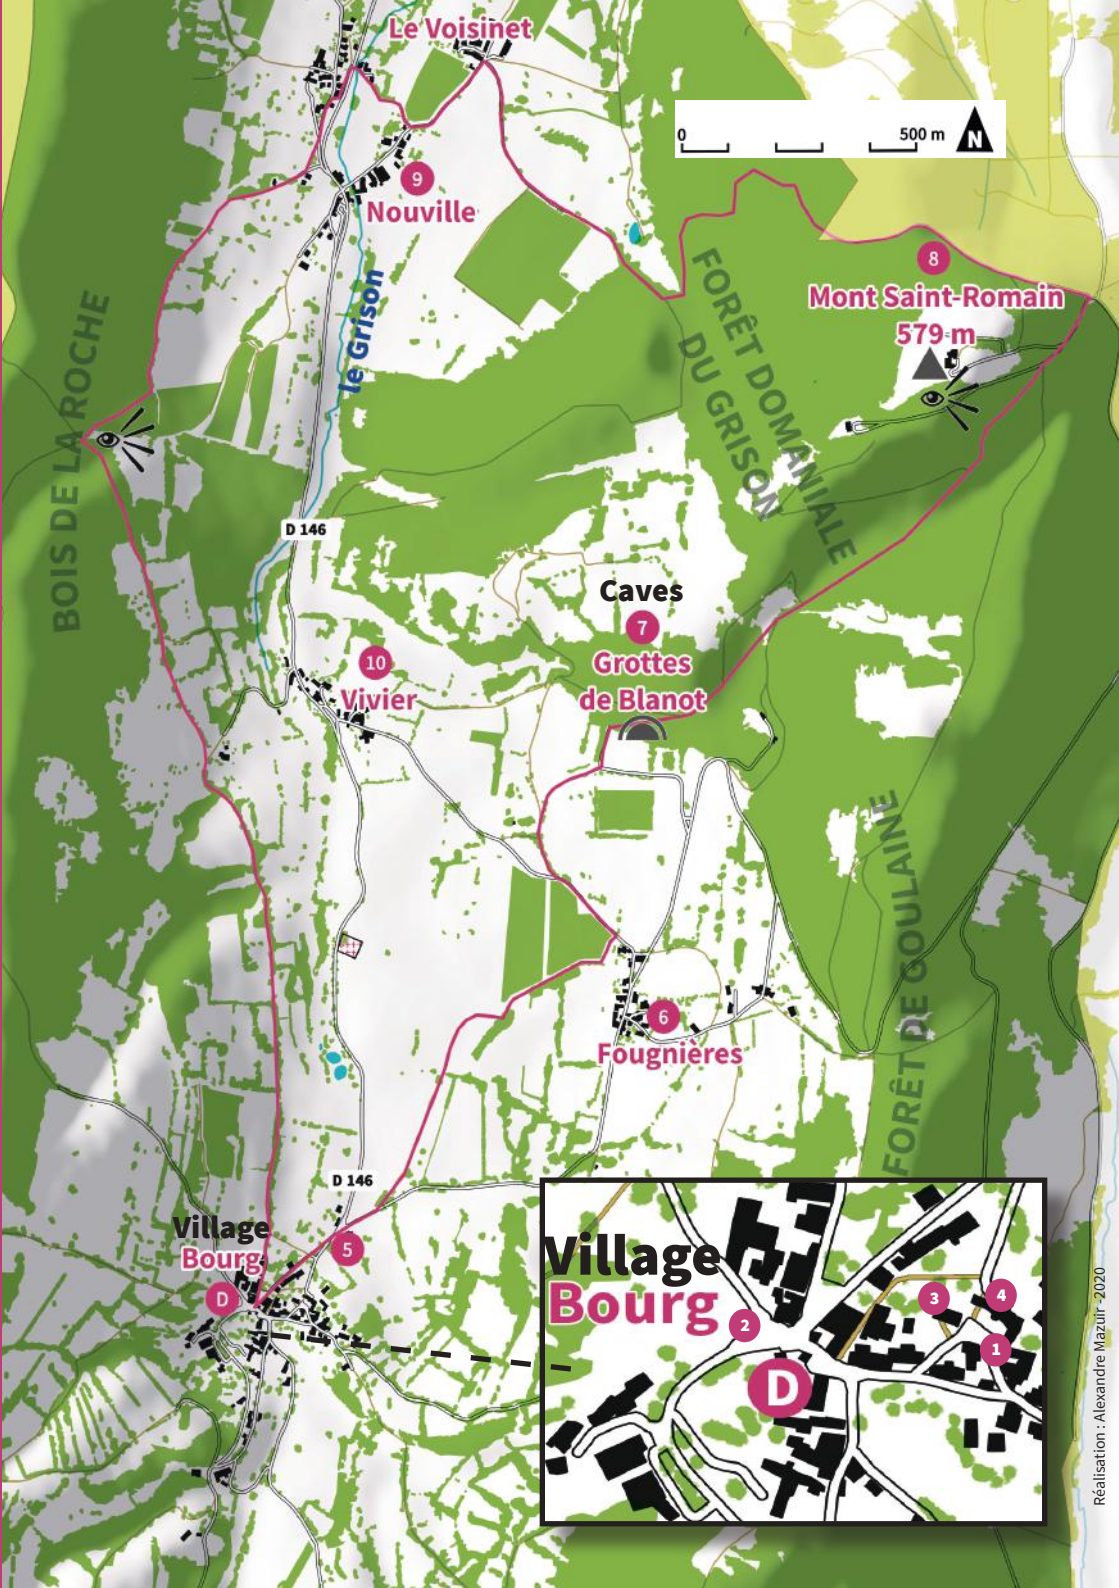 Le Voisinet
0 500 m
N
9
Nouville
8
Mont Saint-Romain
579 m
le Grison
FORÊT DOMANIALE
DU GRISON
BOIS DE LA ROCHE
D 146
Caves
7
Grottes
de Blanot
10
Vivier
FORÊT DE GOULAINE
6
Fougnières
D 146
Village
Bourg
5
D
Village
Bourg
2
3
4
1
D
Réalisation : Alexandre Mazuir -2020